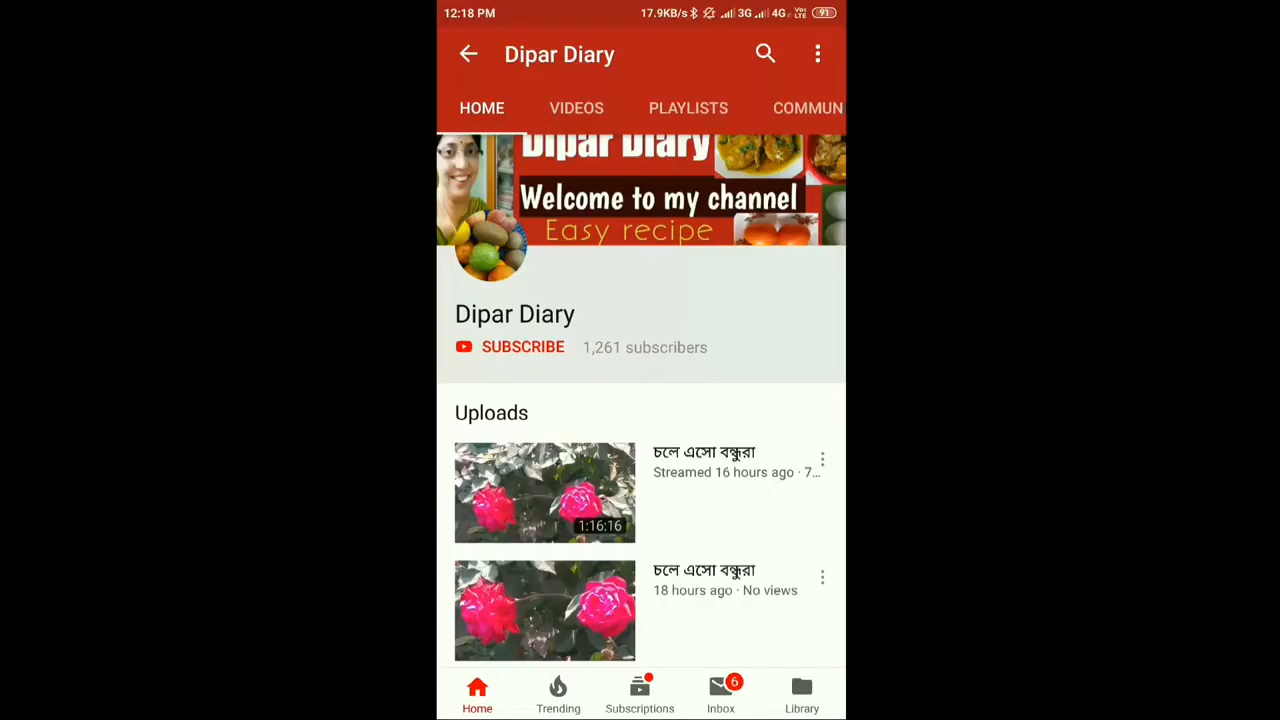 12:18 PM 17.9KB/s 3G 4G Vo LTE 91
Dipar Diary
HOME VIDEOS PLAYLISTS COMMUN
Dipar Diary
Welcome to my channel
Easy recipe
Dipar Diary
SUBSCRIBE 1,261 subscribers
Uploads
চলে এসো বন্ধুরা
Streamed 16 hours ago · 7...
1:16:16
চলে এসো বন্ধুরা
18 hours ago · No views
6
Home Trending Subscriptions Inbox Library